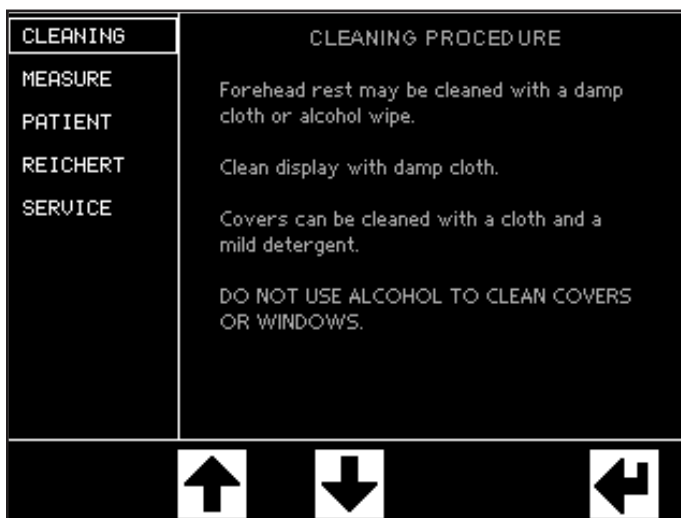 CLEANING
MEASURE
PATIENT
REICHERT
SERVICE
CLEANING PROCEDURE
Forehead rest may be cleaned with a damp
cloth or alcohol wipe.
Clean display with damp cloth.
Covers can be cleaned with a cloth and a
mild detergent.
DO NOT USE ALCOHOL TO CLEAN COVERS
OR WINDOWS.